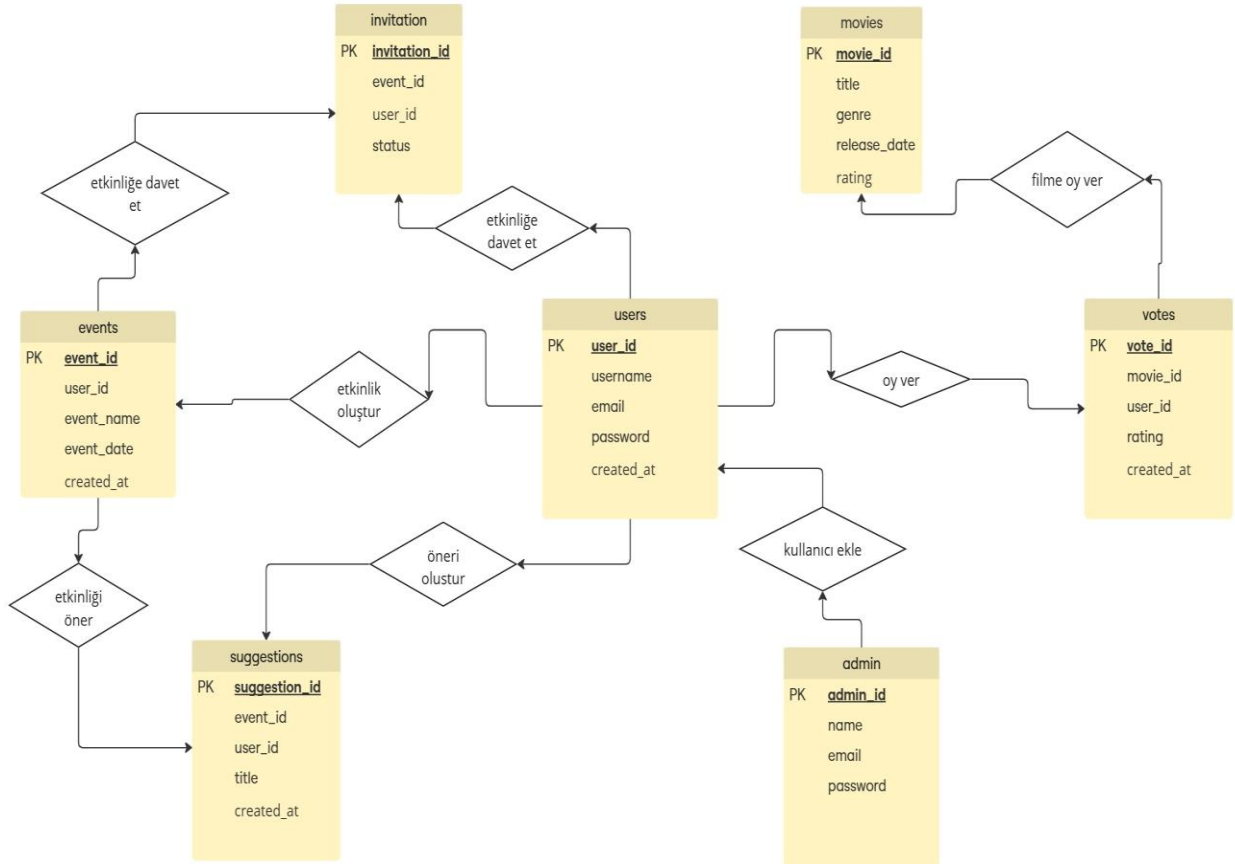 invitation
PK invitation_id
event_id
user_id
status
movies
PK movie_id
title
genre
release_date
rating
etkinliğe davet
et
etkinliğe
davet et
filme oy ver
events
PK event_id
user_id
event_name
event_date
created_at
etkinlik
oluştur
users
PK user_id
username
email
password
created_at
oy ver
votes
PK vote_id
movie_id
user_id
rating
created_at
etkinliği
öner
öneri
olustur
kullanıcı ekle
suggestions
PK suggestion_id
event_id
user_id
title
created_at
admin
PK admin_id
name
email
password